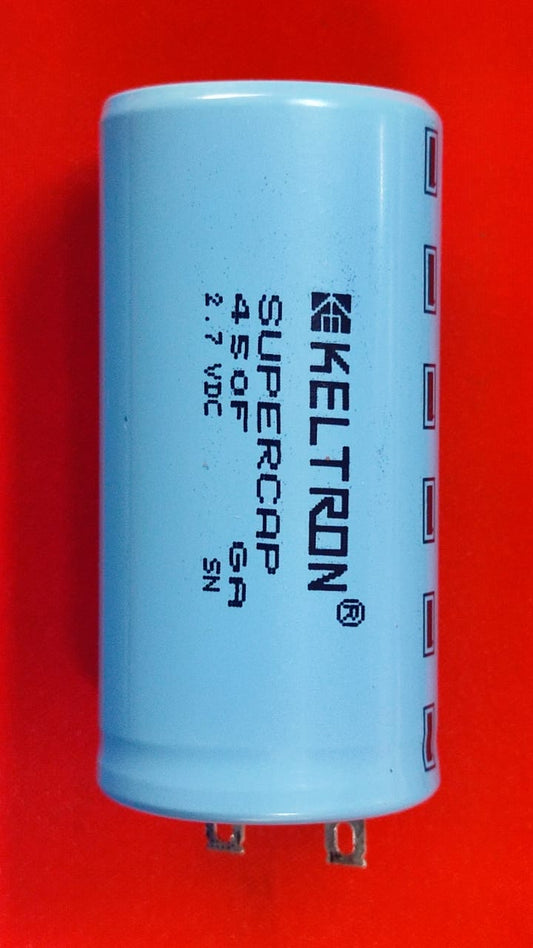 KELTRON®
SUPERCAP
450F GA
2.7 VDC SN